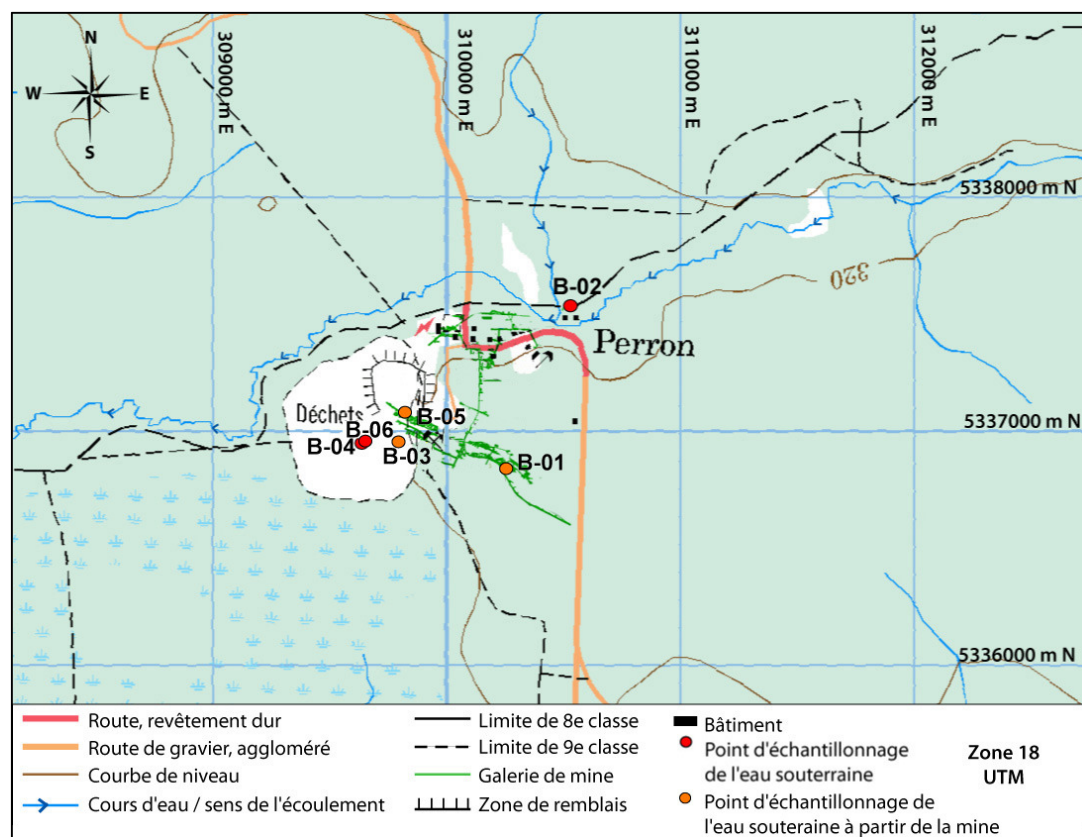 N
W E
S
309000 m E
310000 m E
311000 m E
312000 m E
5338000 m N
320
B-02
Perron
Déchets
B-05
B-06
5337000 m N
B-04
B-03
B-01
5336000 m N
Route, revêtement dur
Route de gravier, aggloméré
Courbe de niveau
Cours d'eau / sens de l'écoulement
Limite de 8e classe
Limite de 9e classe
Galerie de mine
Zone de remblais
Bâtiment
Point d'échantillonnage
de l'eau souterraine
Point d'échantillonnage de
l'eau souteraine à partir de la mine
Zone 18
UTM